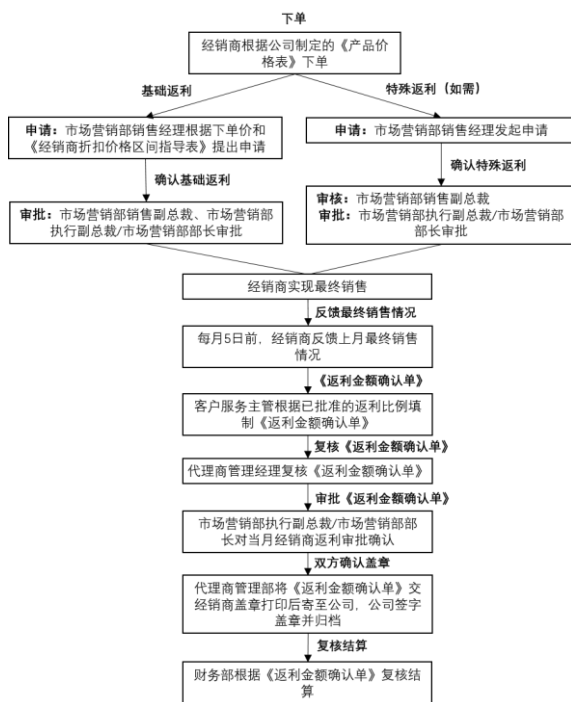 下单
经销商根据公司制定的《产品价
格表》下单
基础返利
特殊返利（如需）
申请：市场营销部销售经理根据下单价和
《经销商折扣价格区间指导表》提出申请
申请：市场营销部销售经理发起申请
确认基础返利
确认特殊返利
审批：市场营销部销售副总裁、市场营销部
执行副总裁/市场营销部部长审批
审核：市场营销部销售副总裁
审批：市场营销部执行副总裁/市场营销部
部长审批
经销商实现最终销售
反馈最终销售情况
每月5日前，经销商反馈上月最终销售
情况
《返利金额确认单》
客户服务主管根据已批准的返利比例填
制《返利金额确认单》
复核《返利金额确认单》
代理商管理经理复核《返利金额确认单》
审批《返利金额确认单》
市场营销部执行副总裁/市场营销部部
长对当月经销商返利审批确认
双方确认盖章
代理商管理部将《返利金额确认单》交
经销商盖章打印后寄至公司，公司签字
盖章并归档
复核结算
财务部根据《返利金额确认单》复核结
算